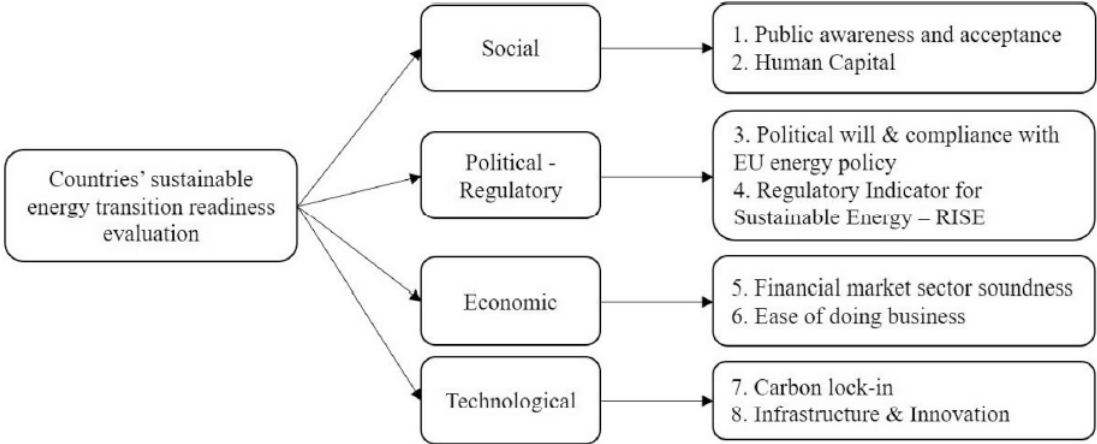 Countries’ sustainable
energy transition readiness
evaluation
Social
1. Public awareness and acceptance
2. Human Capital
Political -
Regulatory
3. Political will & compliance with
EU energy policy
4. Regulatory Indicator for
Sustainable Energy – RISE
Economic
5. Financial market sector soundness
6. Ease of doing business
Technological
7. Carbon lock-in
8. Infrastructure & Innovation